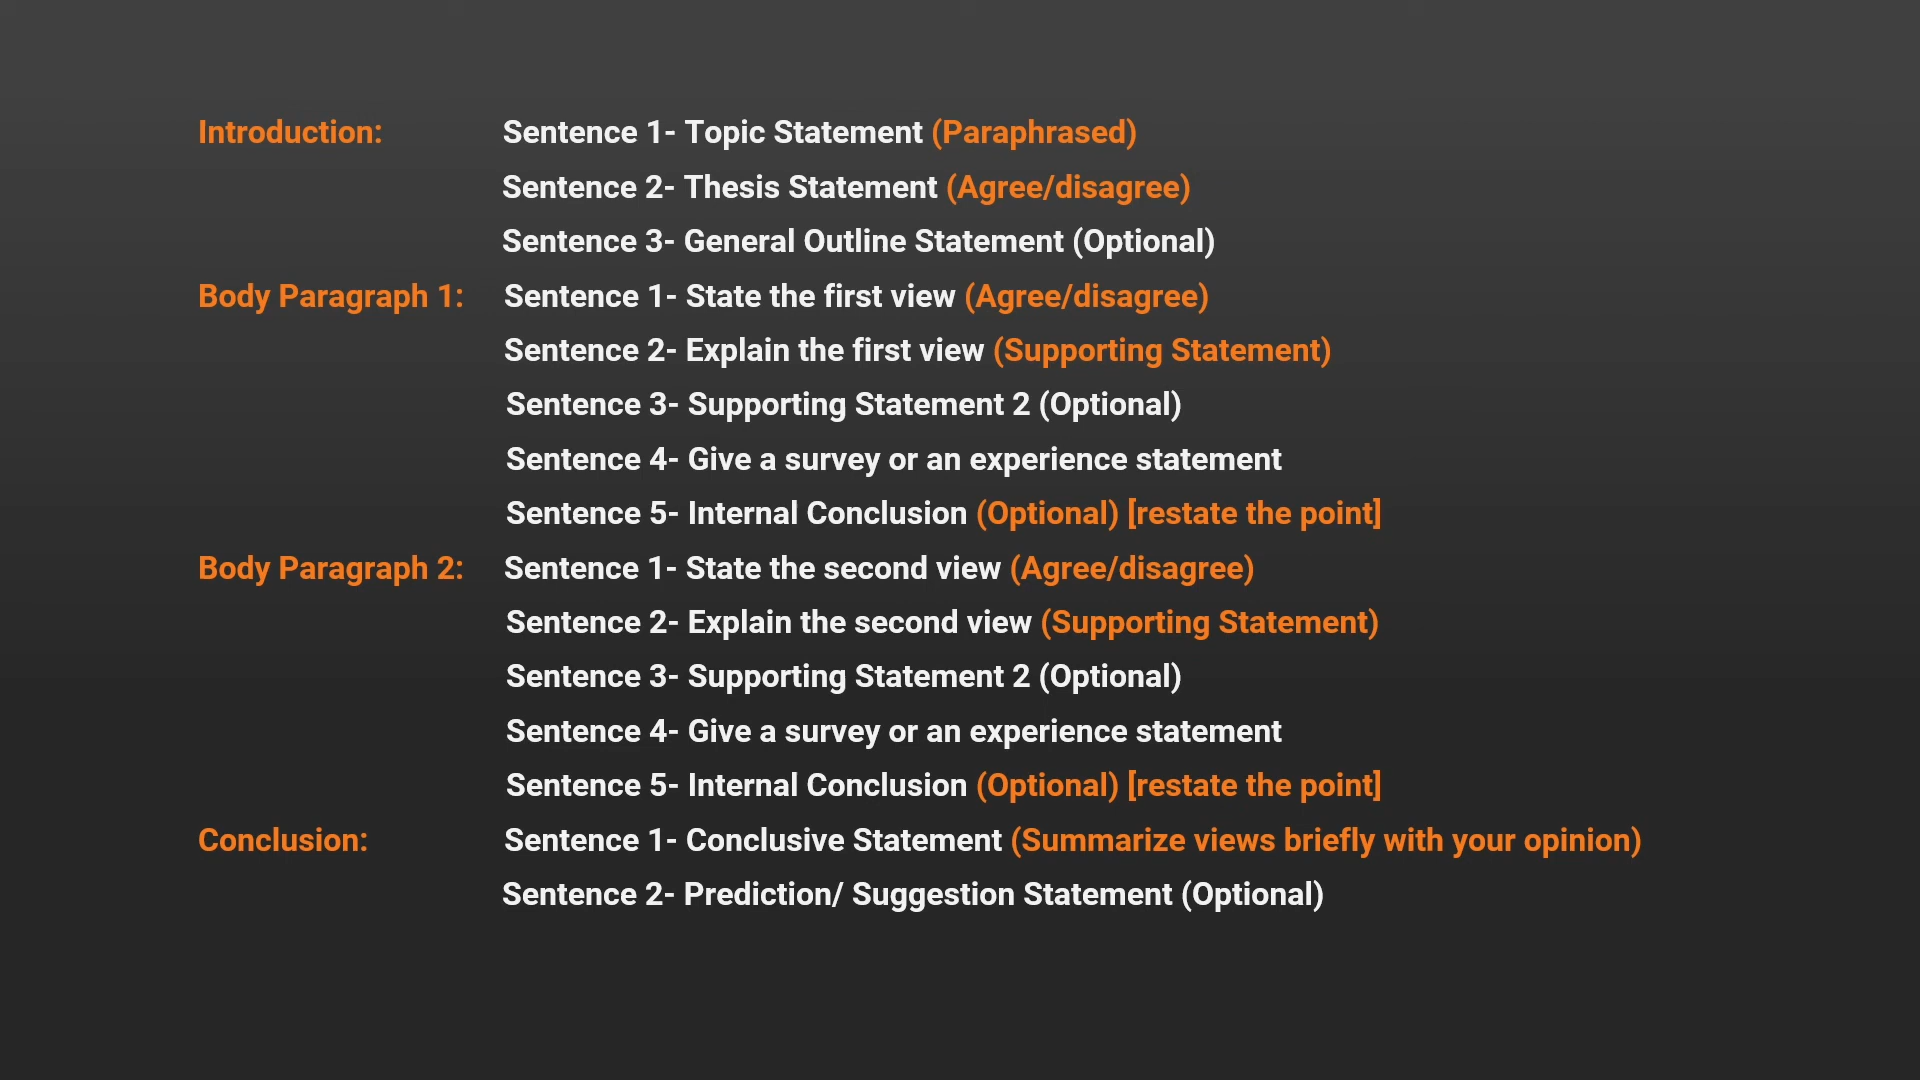 Introduction: Sentence 1- Topic Statement (Paraphrased)
Sentence 2- Thesis Statement (Agree/disagree)
Sentence 3- General Outline Statement (Optional)
Body Paragraph 1: Sentence 1- State the first view (Agree/disagree)
Sentence 2- Explain the first view (Supporting Statement)
Sentence 3- Supporting Statement 2 (Optional)
Sentence 4- Give a survey or an experience statement
Sentence 5- Internal Conclusion (Optional) [restate the point]
Body Paragraph 2: Sentence 1- State the second view (Agree/disagree)
Sentence 2- Explain the second view (Supporting Statement)
Sentence 3- Supporting Statement 2 (Optional)
Sentence 4- Give a survey or an experience statement
Sentence 5- Internal Conclusion (Optional) [restate the point]
Conclusion: Sentence 1- Conclusive Statement (Summarize views briefly with your opinion)
Sentence 2- Prediction/ Suggestion Statement (Optional)